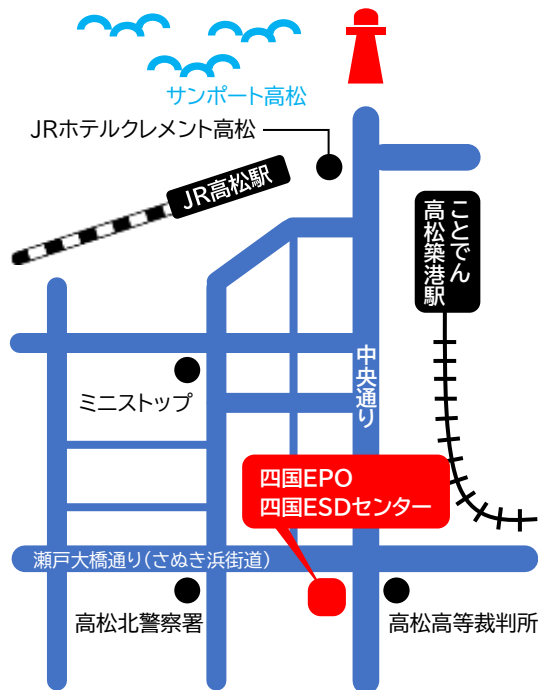 サンポート高松
JRホテルクレメント高松
JR高松駅
ことでん
高松築港駅
中央通り
ミニストップ
四国EPO
四国ESDセンター
瀬戸大橋通り(さぬき浜街道)
高松北警察署
高松高等裁判所